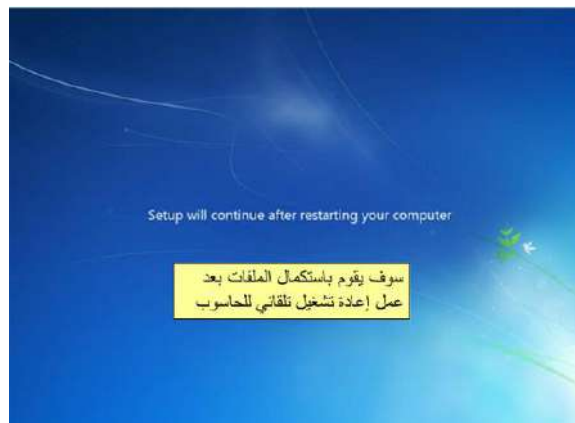 Setup will continue after restarting your computer
سوف يقوم باستكمال الملفات بعد
عمل إعادة تشغيل تلقائي للحاسوب